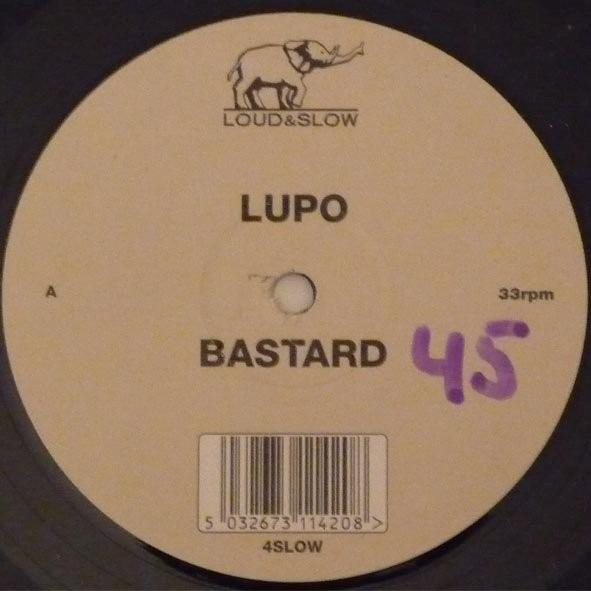 LOUD&SLOW
LUPO
A
33rpm
BASTARD
45
5 032673 114208 >
4SLOW